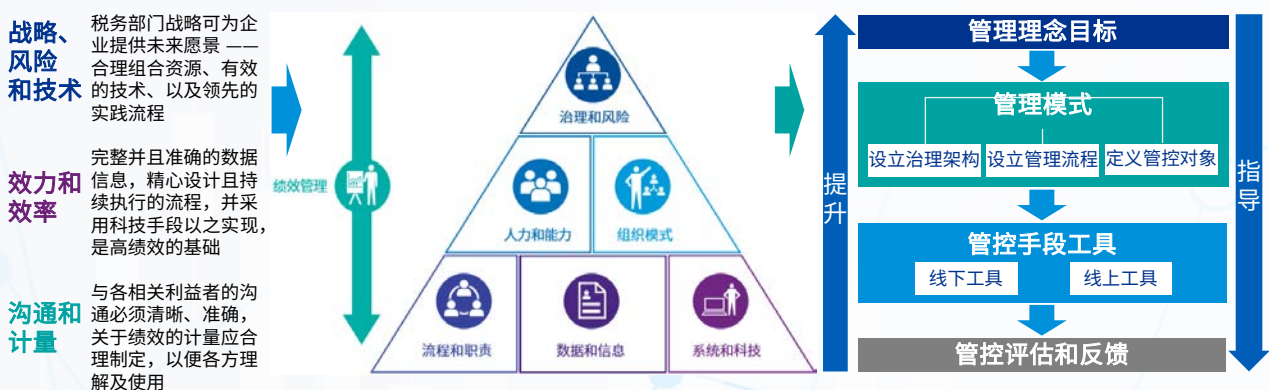 战略、
风险
和技术
税务部门战略可为企
业提供未来愿景 ——
合理组合资源、有效
的技术、以及领先的
实践流程
效力和
效率
完整并且准确的数据
信息，精心设计且持
续执行的流程，并采
用科技手段以之实现，
是高绩效的基础
沟通和
计量
与各相关利益者的沟
通必须清晰、准确，
关于绩效的计量应合
理制定，以便各方理
解及使用
绩效管理
治理和风险
人力和能力
组织模式
流程和职责
数据和信息
系统和科技
提升
管理理念目标
管理模式
设立治理架构
设立管理流程
定义管控对象
管控手段工具
线下工具
线上工具
管控评估和反馈
指导